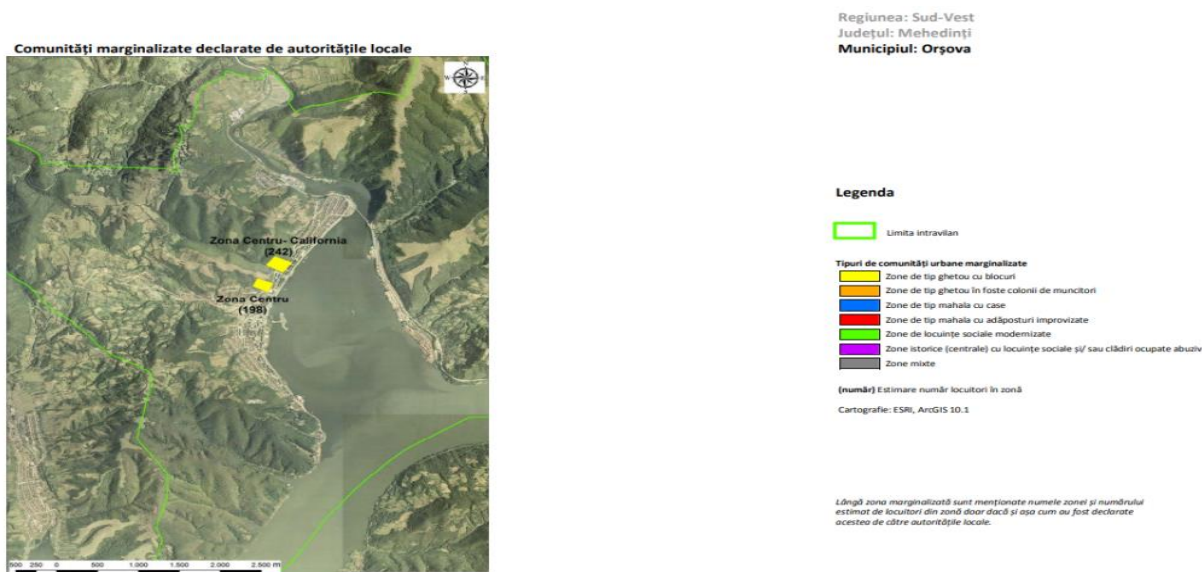 Regiunea: Sud-Vest
Județul: Mehedinți
Municipiul: Orșova
Comunități marginalizate declarate de autoritățile locale
N
W
S
Zona Centru- California
(242)
Zona Centru
(198)
500 250 0 500 1.000 1.500 2.000 2.500 m
Legenda
Limita intravilan
Tipuri de comunități urbane marginalizate
Zone de tip ghetou cu blocuri
Zone de tip ghetou în foste colonii de muncitori
Zone de tip mahala cu case
Zone de tip mahala cu adăposturi improvizate
Zone de locuințe sociale modernizate
Zone istorice (centrale) cu locuințe sociale și/ sau clădiri ocupate abuziv
Zone mixte
(număr) Estimare număr locuitori în zonă
Cartografie: ESRI, ArcGIS 10.1
Lângă zona marginalizată sunt menționate numele zonei și numărului
estimat de locuitori din zonă doar dacă și așa cum au fost declarate
acestea de către autoritățile locale.